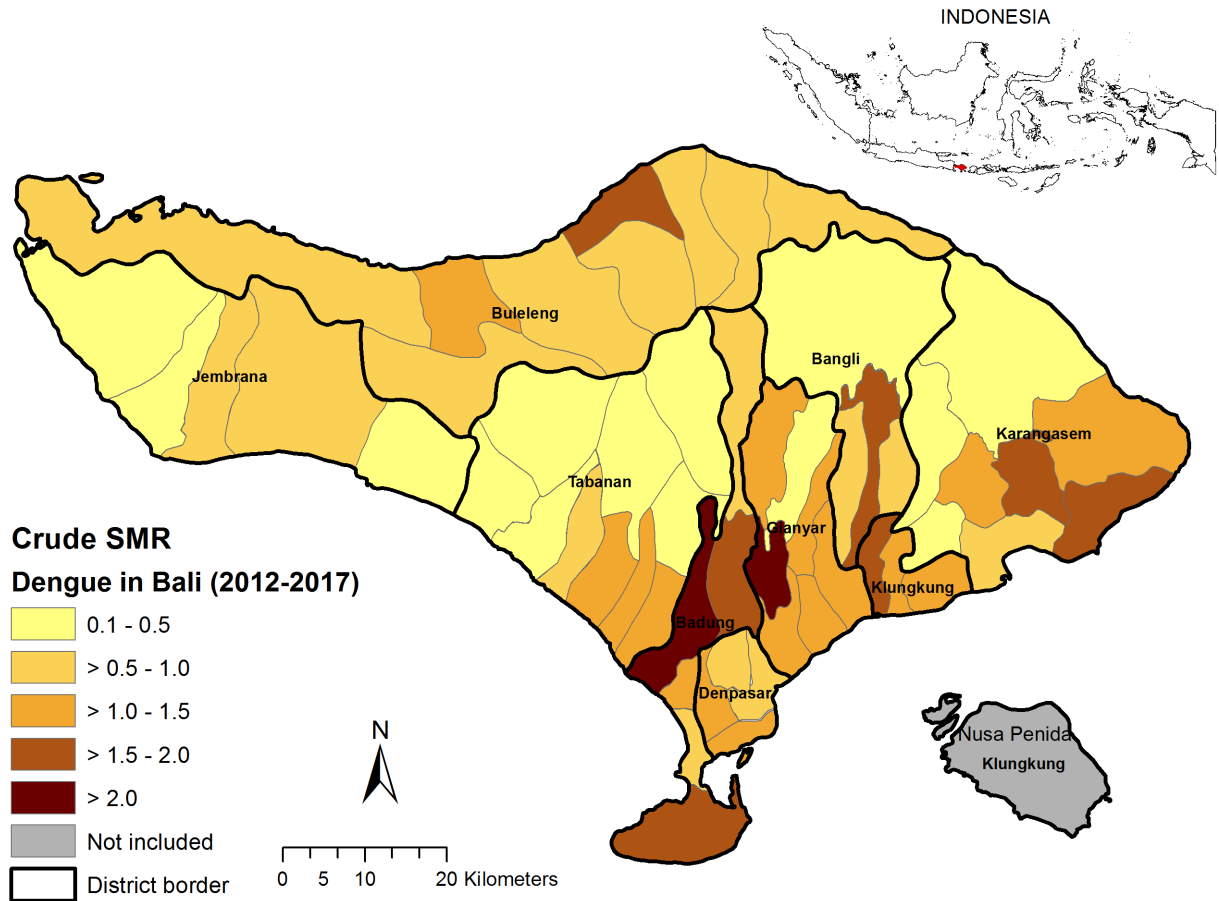 INDONESIA
Buleleng
Bangli
Jembrana
Karangasem
Tabanan
Gianyar
Klungkung
Badung
Denpasar
Nusa Penida
Klungkung
Crude SMR
Dengue in Bali (2012-2017)
0.1 - 0.5
> 0.5 - 1.0
> 1.0 - 1.5
> 1.5 - 2.0
> 2.0
Not included
District border
N
0 5 10 20 Kilometers